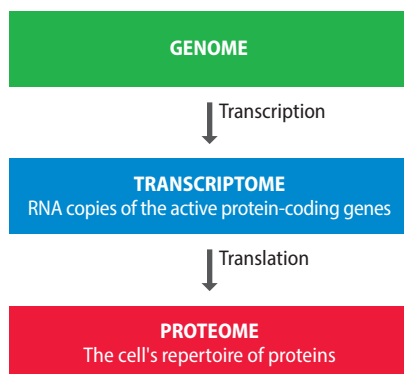 GENOME
Transcription
TRANSCRIPTOME
RNA copies of the active protein-coding genes
Translation
PROTEOME
The cell's repertoire of proteins